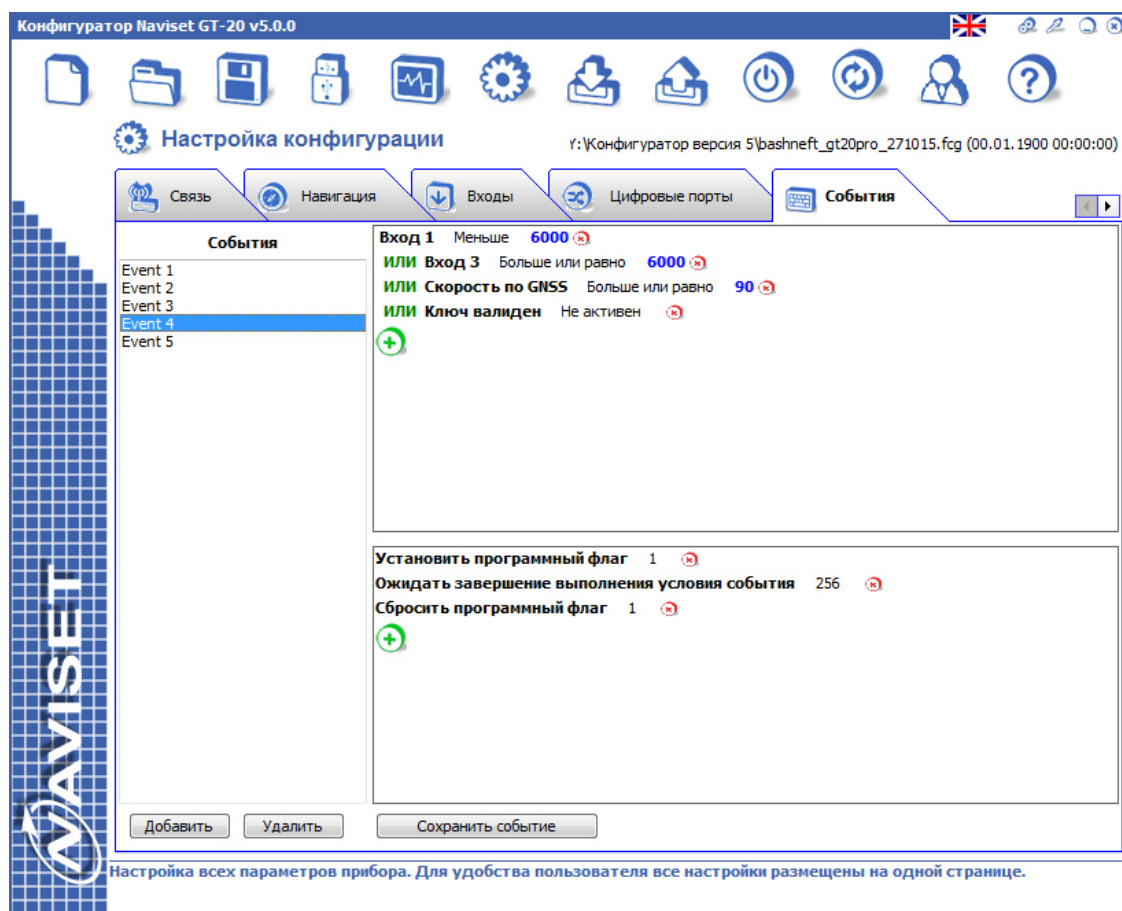 Конфигуратор Naviset GT-20 v5.0.0
Настройка конфигурации
Y:\Конфигуратор версия 5\bashneft_gt20pro_271015.fcg (00.01.1900 00:00:00)
Связь
Навигация
Входы
Цифровые порты
События
События
Event 1
Event 2
Event 3
Event 4
Event 5
Вход 1 Меньше 6000
ИЛИ Вход 3 Больше или равно 6000
ИЛИ Скорость по GNSS Больше или равно 90
ИЛИ Ключ валиден Не активен
Установить программный флаг 1
Ожидать завершение выполнения условия события 256
Сбросить программный флаг 1
Добавить
Удалить
Сохранить событие
NAVISET
Настройка всех параметров прибора. Для удобства пользователя все настройки размещены на одной странице.